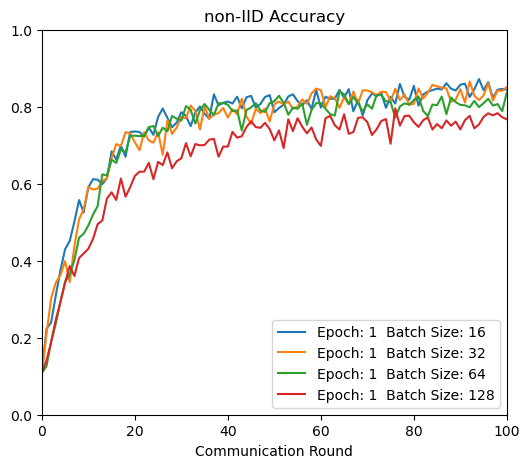 non-IID Accuracy
1.0
0.8
0.6
0.4
0.2
0.0
Epoch: 1  Batch Size: 16
Epoch: 1  Batch Size: 32
Epoch: 1  Batch Size: 64
Epoch: 1  Batch Size: 128
0 20 40 60 80 100
Communication Round